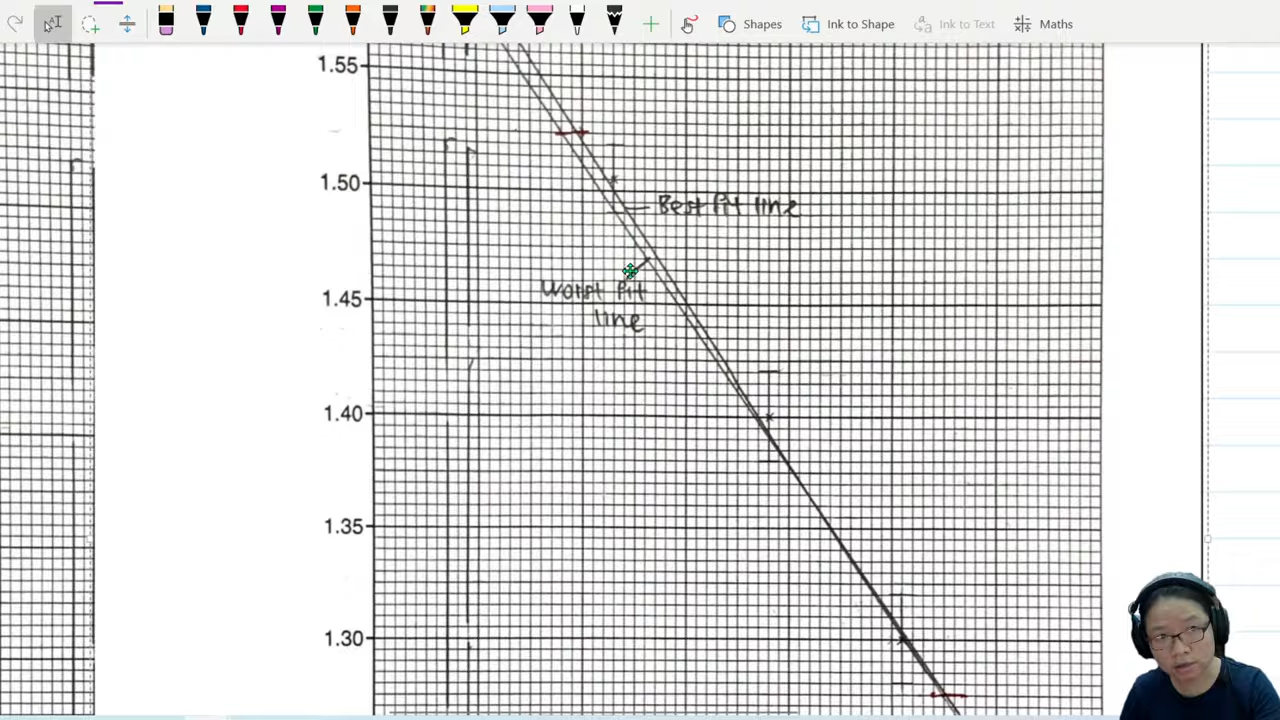 Shapes
Ink to Shape
Ink to Text
Maths
1.55
1.50
Best fit line
1.45
Worst fit
line
1.40
1.35
1.30